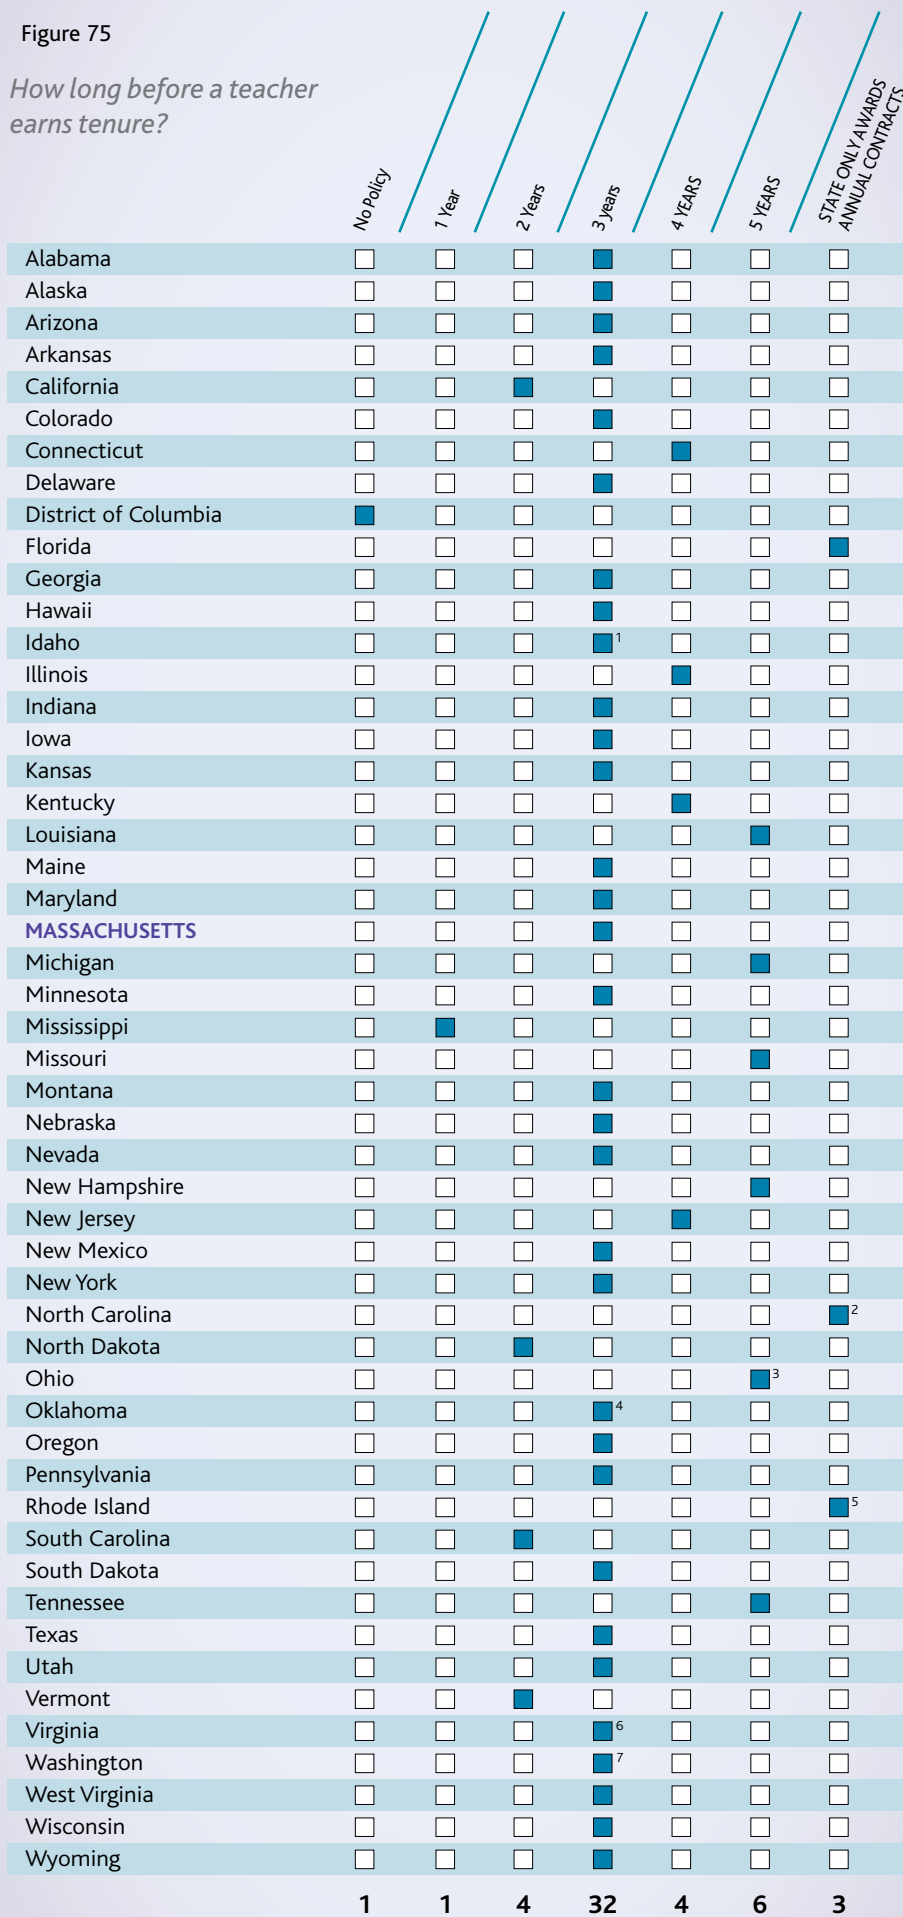 Figure 75
How long before a teacher
earns tenure?
No Policy
1 Year
2 Years
3 years
4 YEARS
5 YEARS
STATE ONLY AWARDS
ANNUAL CONTRACTS
Alabama
Alaska
Arizona
Arkansas
California
Colorado
Connecticut
Delaware
District of Columbia
Florida
Georgia
Hawaii
Idaho 1
Illinois
Indiana
Iowa
Kansas
Kentucky
Louisiana
Maine
Maryland
MASSACHUSETTS
Michigan
Minnesota
Mississippi
Missouri
Montana
Nebraska
Nevada
New Hampshire
New Jersey
New Mexico
New York
North Carolina 2
North Dakota
Ohio 3
Oklahoma 4
Oregon
Pennsylvania
Rhode Island 5
South Carolina
South Dakota
Tennessee
Texas
Utah
Vermont
Virginia 6
Washington 7
West Virginia
Wisconsin
Wyoming
1 1 4 32 4 6 3